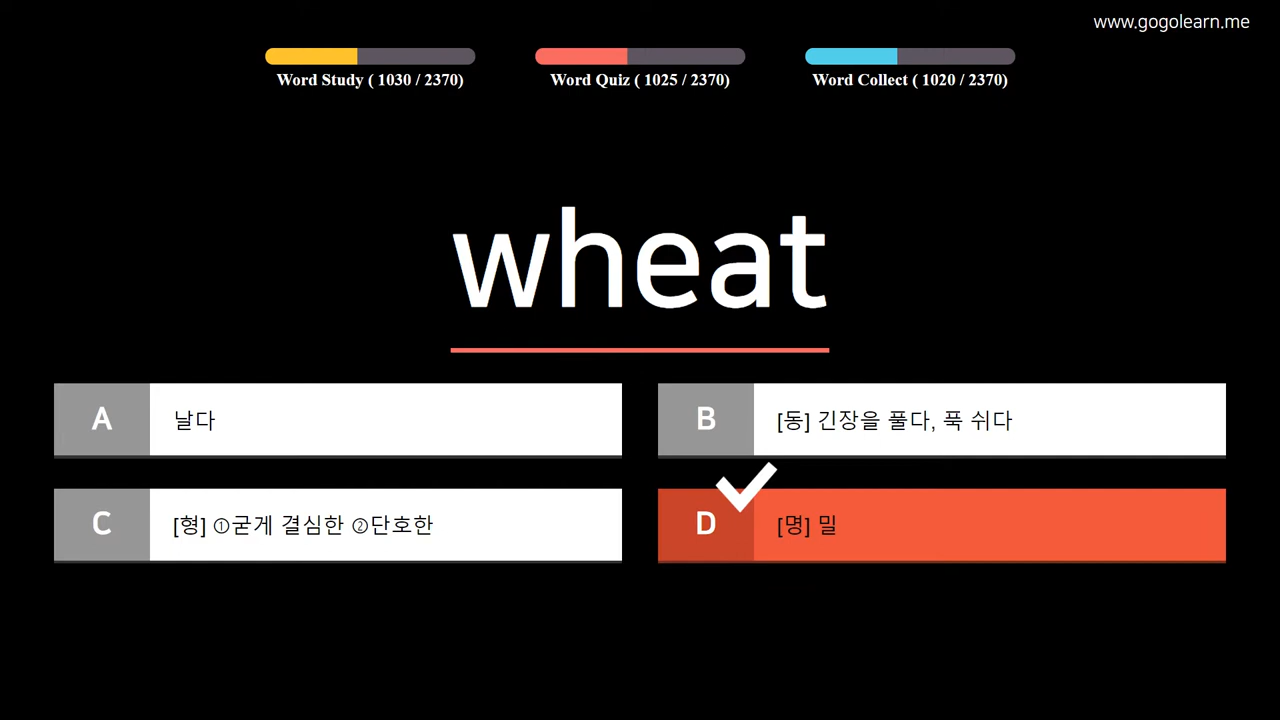 www.gogolearn.me
Word Study ( 1030 / 2370)
Word Quiz ( 1025 / 2370)
Word Collect ( 1020 / 2370)
wheat
A 날다
B [동] 긴장을 풀다, 푹 쉬다
C [형] ①굳게 결심한 ②단호한
D [명] 밀